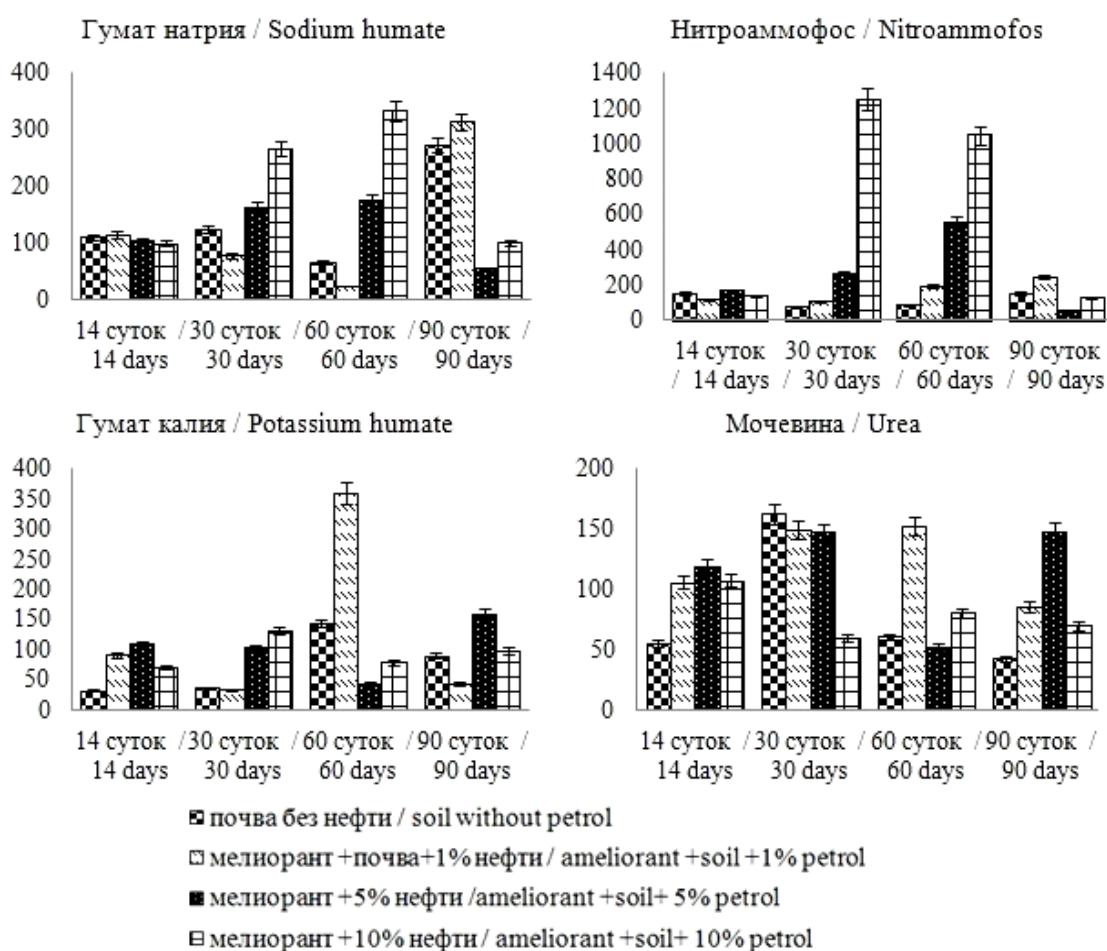 Гумат натрия / Sodium humate
400
300
200
100
0
14 суток / 30 суток / 60 суток / 90 суток /
14 days 30 days 60 days 90 days
Нитроаммофос / Nitroammofos
1400
1200
1000
800
600
400
200
0
14 суток 30 суток 60 суток 90 суток
/ 14 days / 30 days / 60 days / 90 days
Гумат калия / Potassium humate
400
350
300
250
200
150
100
50
0
14 суток / 30 суток / 60 суток / 90 суток /
14 days 30 days 60 days 90 days
Мочевина / Urea
200
150
100
50
0
14 суток / 30 суток / 60 суток / 90 суток /
14 days 30 days 60 days 90 days
почва без нефти / soil without petrol
мелиорант +почва+1% нефти / ameliorant +soil +1% petrol
мелиорант +5% нефти /ameliorant +soil+ 5% petrol
мелиорант +10% нефти / ameliorant +soil+ 10% petrol